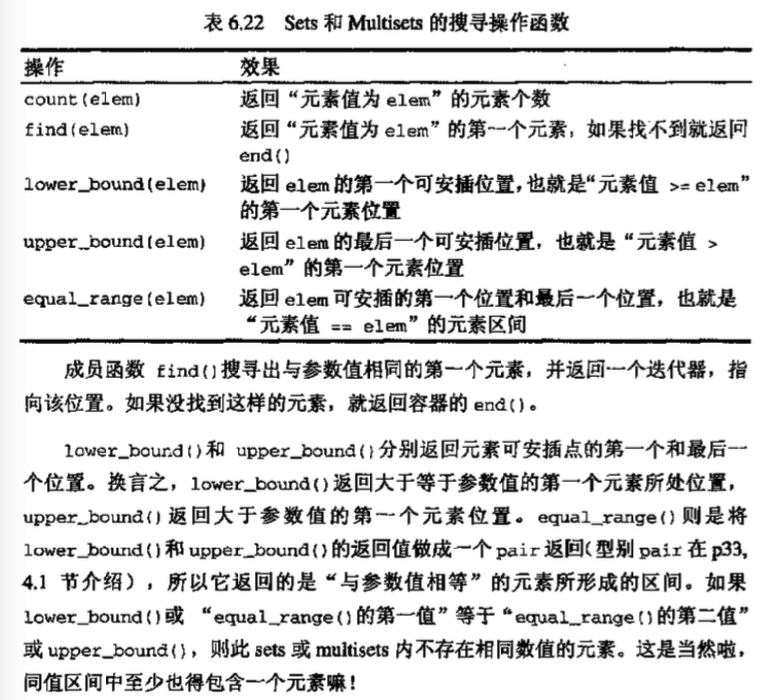 表 6.22 Sets 和 Multisets 的搜寻操作函数
操作 效果
count(elem) 返回“元素值为 elem”的元素个数
find(elem) 返回“元素值为 elem”的第一个元素，如果找不到就返回
end()
lower_bound(elem) 返回 elem 的第一个可安插位置，也就是“元素值 >= elem”
的第一个元素位置
upper_bound(elem) 返回 elem 的最后一个可安插位置，也就是“元素值 >
elem”的第一个元素位置
equal_range(elem) 返回 elem 可安插的第一个位置和最后一个位置，也就是
“元素值 == elem”的元素区间
成员函数 find()搜寻出与参数值相同的第一个元素，并返回一个迭代器，指
向该位置。如果没找到这样的元素，就返回容器的 end()。
lower_bound()和 upper_bound()分别返回元素可安插点的第一个和最后一
个位置。换言之，lower_bound()返回大于等于参数值的第一个元素所处位置，
upper_bound()返回大于参数值的第一个元素位置。equal_range()则是将
lower_bound()和 upper_bound()的返回值做成一个 pair 返回（型别 pair 在 p33,
4.1 节介绍），所以它返回的是“与参数值相等”的元素所形成的区间。如果
lower_bound()或 “equal_range()的第一值”等于“equal_range()的第二值”
或 upper_bound()，则此 sets 或 multisets 内不存在相同数值的元素。这是当然啦，
同值区间中至少也得包含一个元素嘛！